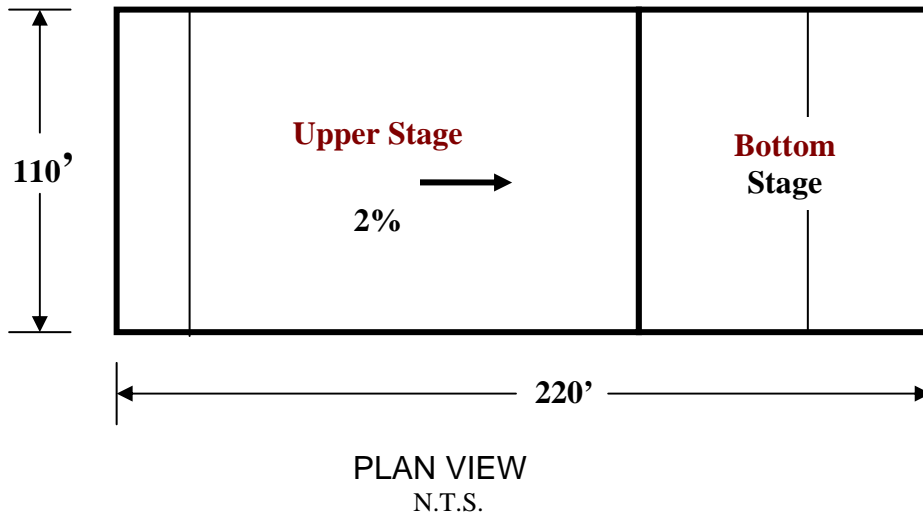 110’
Upper Stage
2%
Bottom
Stage
220’
PLAN VIEW
N.T.S.